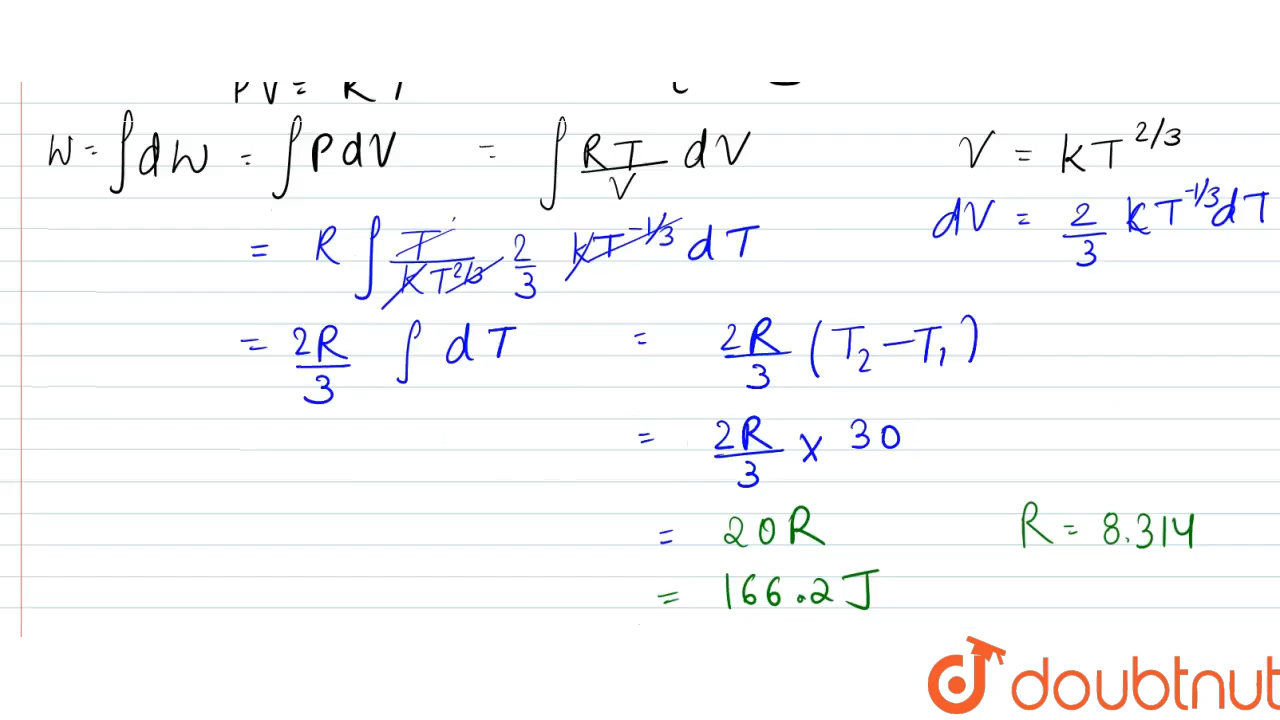 PV = RT
W = ∫dW = ∫PdV = ∫ RT/V dV V = KT^2/3
dV = 2/3 KT^-1/3 dT
= R ∫ T/KT^2/3 2/3 KT^-1/3 dT
= 2R/3 ∫ dT = 2R/3 (T₂ - T₁)
= 2R/3 × 30
= 20R R = 8.314
= 166.2 J
doubtnut